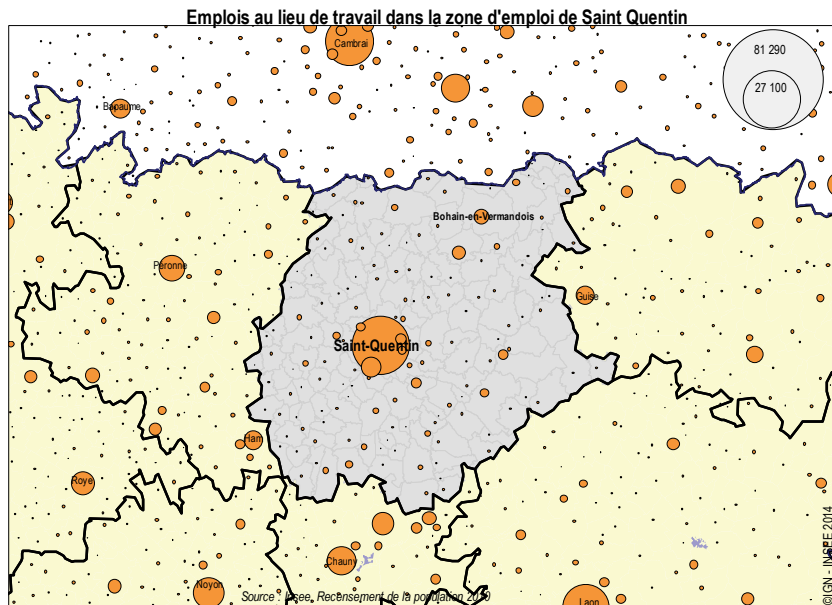 Emplois au lieu de travail dans la zone d'emploi de Saint Quentin
Cambrai
81 290
27 100
Bapaume
Bohain-en-Vermandois
Péronne
Guise
Saint-Quentin
Ham
Roye
Chauny
Noyon
Laon
Source : Insee, Recensement de la population 2010
©IGN - INSEE 2014